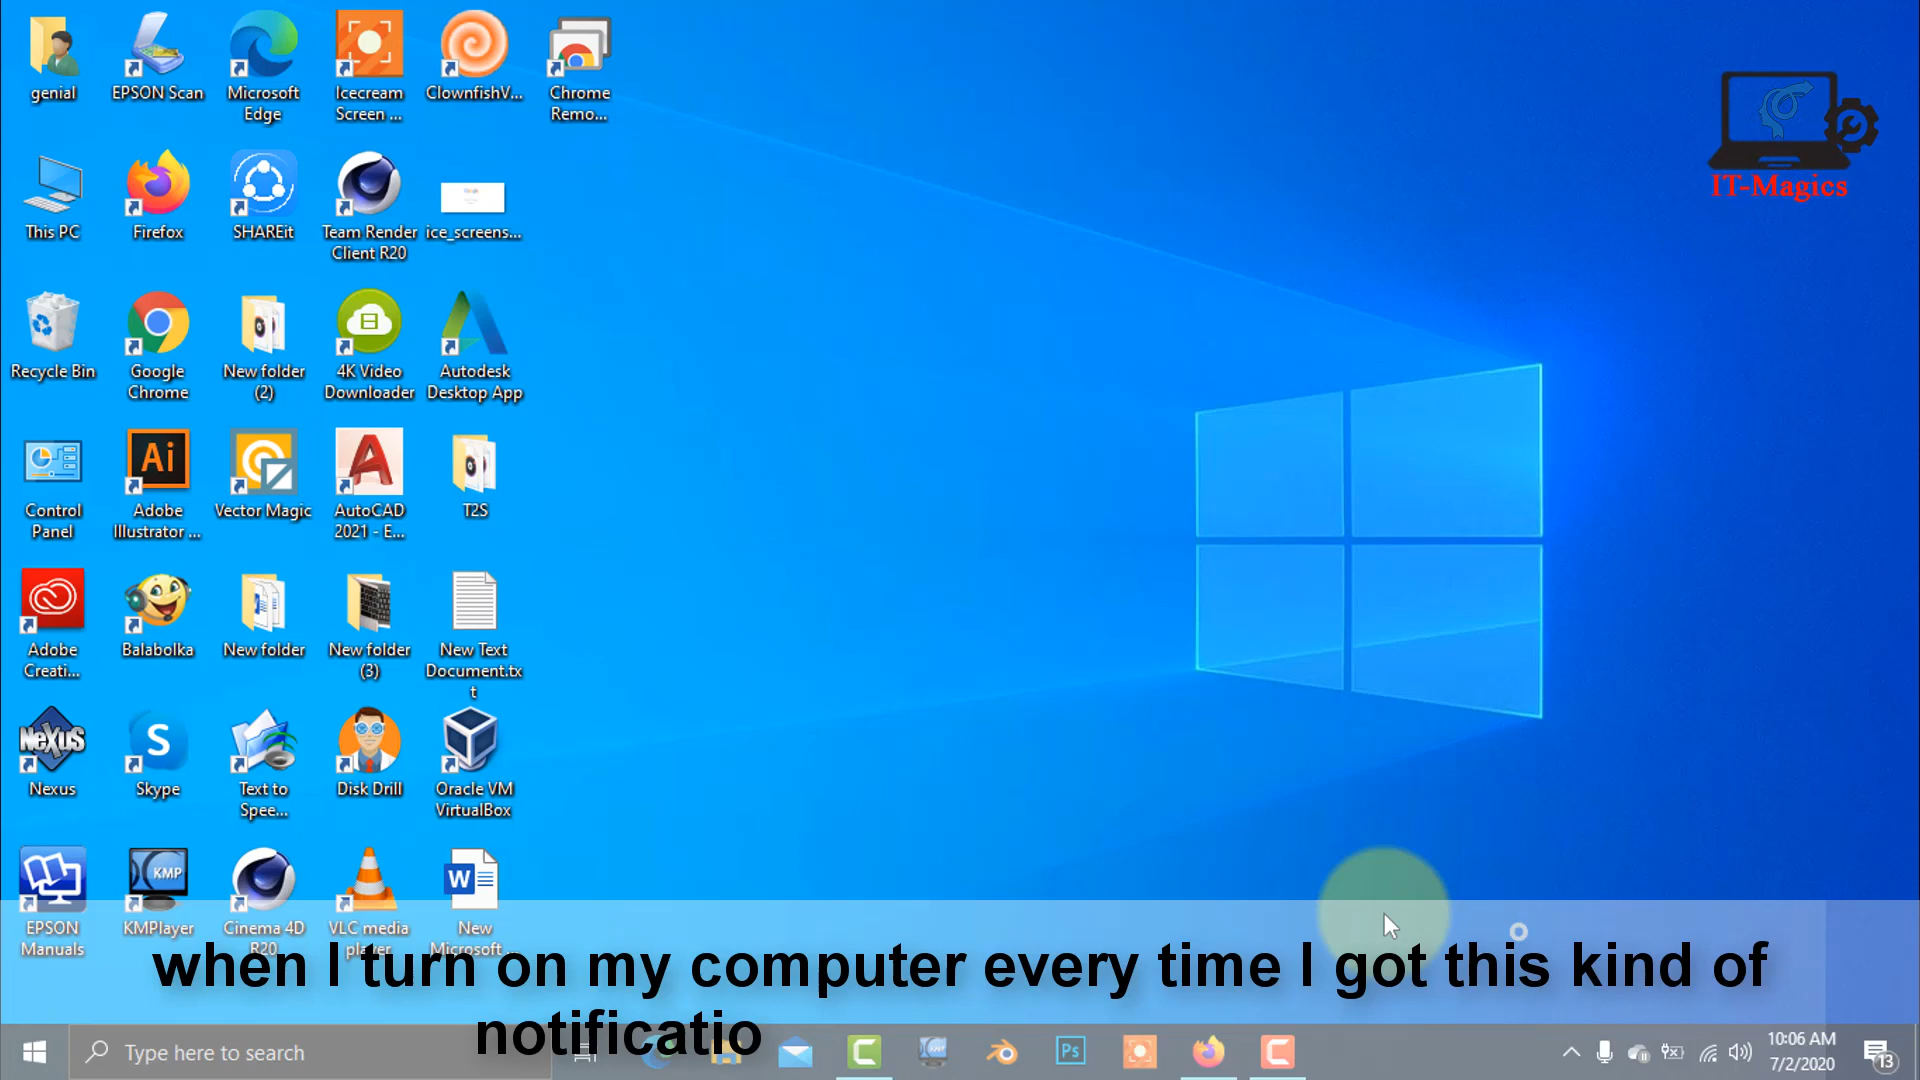 genial
EPSON Scan
Microsoft
Edge
Icecream
Screen ...
ClownfishV...
Chrome
Remo...
IT-Magics
This PC
Firefox
SHAREit
Team Render
Client R20
ice_screens...
Recycle Bin
Google
Chrome
New folder
(2)
4K Video
Downloader
Autodesk
Desktop App
Control
Panel
Ai
Adobe
Illustrator ...
Vector Magic
AutoCAD
2021 - E...
T2S
Adobe
Creati...
Balabolka
New folder
New folder
(3)
New Text
Document.tx
t
NeXus
Nexus
S
Skype
Text to
Spee...
Disk Drill
Oracle VM
VirtualBox
EPSON
Manuals
KMP
KMPlayer
Cinema 4D
R20
VLC media
player
W
New
Microsoft ...
when I turn on my computer every time I got this kind of
notificatio
Type here to search
Ps
10:06 AM
7/2/2020
13